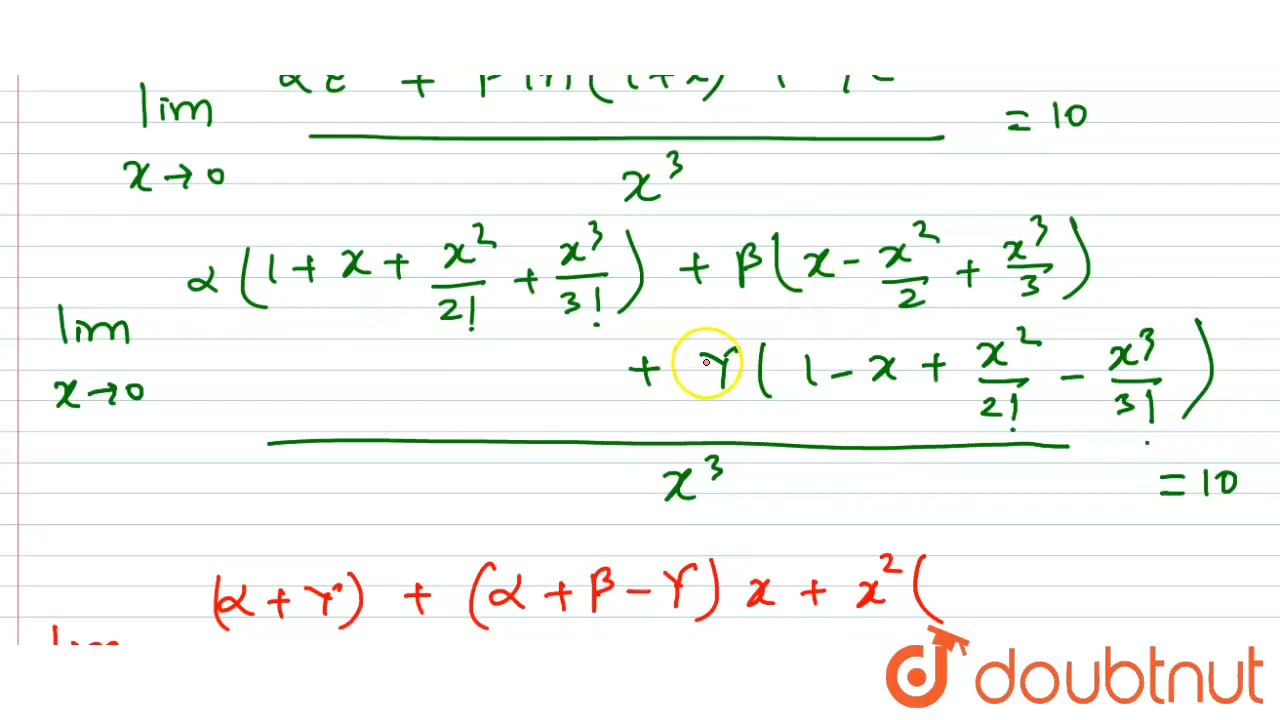 lim x→0 = 10
x³
lim x→0 α(1 + x + x²/2! + x³/3!) + β(x - x²/2 + x³/3)
+ γ(1 - x + x²/2! - x³/3!)
x³ = 10
(α + γ) + (α + β - γ) x + x² (
doubtnut